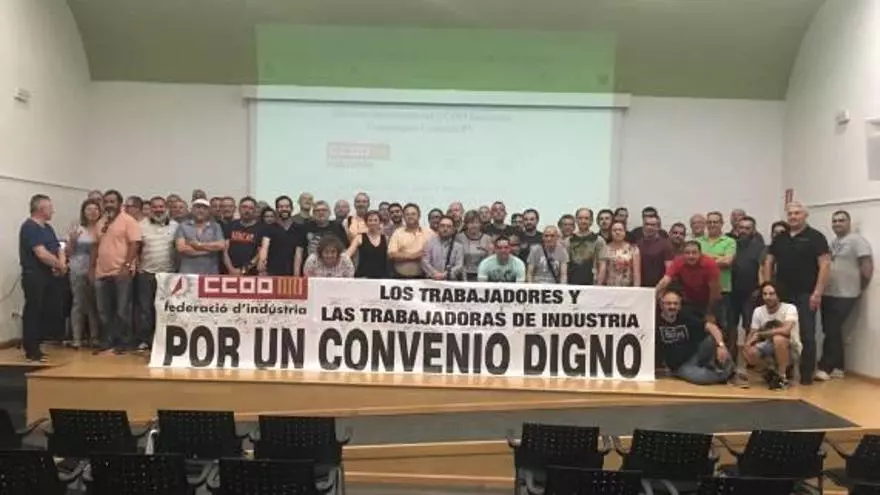 CCOO
federació d'indústria
LOS TRABAJADORES Y
LAS TRABAJADORAS DE INDUSTRIA
POR UN CONVENIO DIGNO